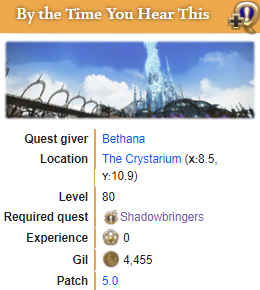 By the Time You Hear This
Quest giver Bethana
Location The Crystarium (x:8.5,
Y:10.9)
Level 80
Required quest Shadowbringers
Experience 0
Gil 4,455
Patch 5.0